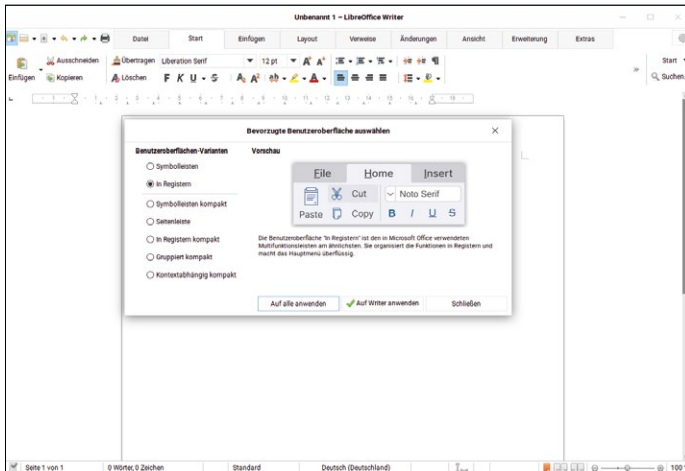 Unbenannt 1 – LibreOffice Writer
Datei Start Einfügen Layout Verweise Änderungen Ansicht Erweiterung Extras
Ausschneiden Übertragen Liberation Serif 12 pt Start
Einfügen Kopieren Löschen F K U S Suchen
Bevorzugte Benutzeroberfläche auswählen
Benutzeroberflächen-Varianten Vorschau
Symbolleisten
In Registern
Symbolleisten kompakt
Seitenleiste
In Registern kompakt
Gruppiert kompakt
Kontextabhängig kompakt
File Home Insert
Cut Noto Serif
Paste Copy B I U S
Die Benutzeroberfläche "In Registern" ist den in Microsoft Office verwendeten
Multifunktionsleisten am ähnlichsten. Sie organisiert die Funktionen in Registern und
macht das Hauptmenü überflüssig.
Auf alle anwenden Auf Writer anwenden Schließen
Seite 1 von 1 0 Wörter, 0 Zeichen Standard Deutsch (Deutschland) 100